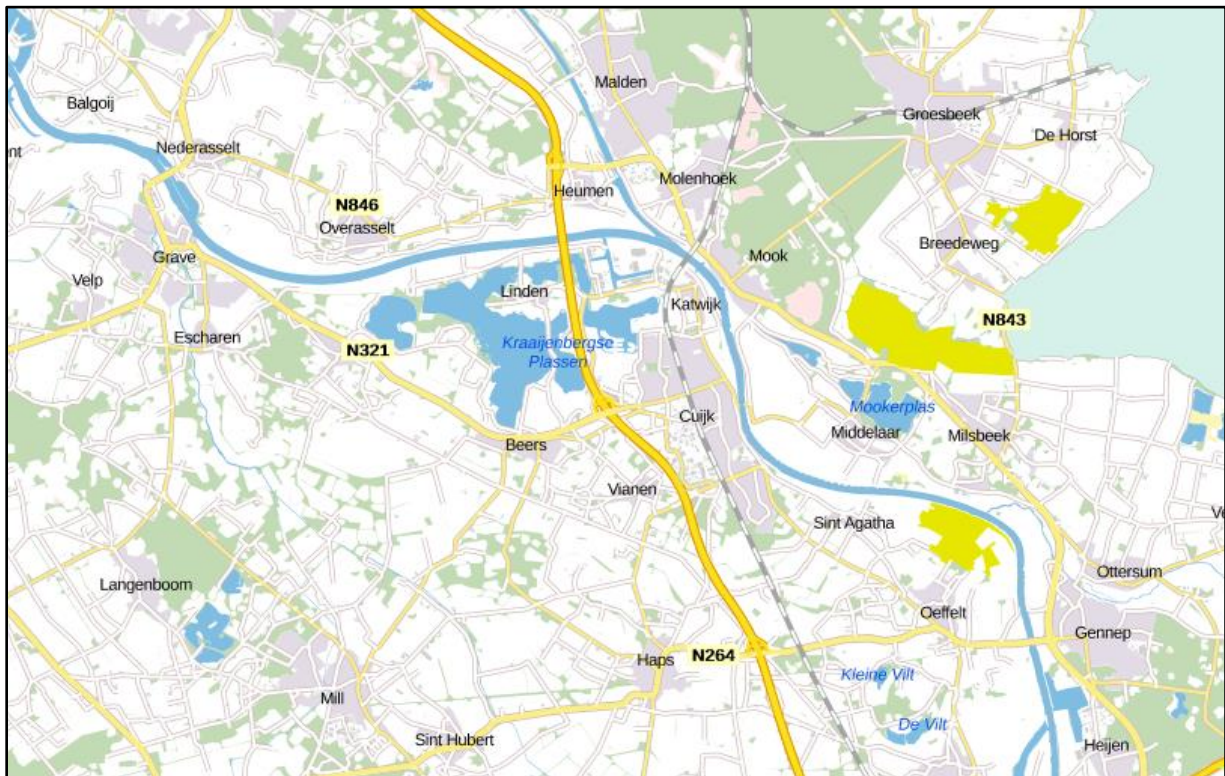 Malden
Balgoij
Groesbeek
De Horst
nt
Nederasselt
Molenhoek
Heumen
N846
Overasselt
Breedeweg
Grave
Mook
Velp
Linden
Katwijk
N843
Escharen
Kraaijenbergse
Plassen
N321
Mookerplas
Cuijk
Middelaar
Milsbeek
Beers
Vianen
Ve
Sint Agatha
Ottersum
Langenboom
Oeffelt
Gennep
N264
Haps
Kleine Vilt
Mill
De Vilt
Sint Hubert
Heijen